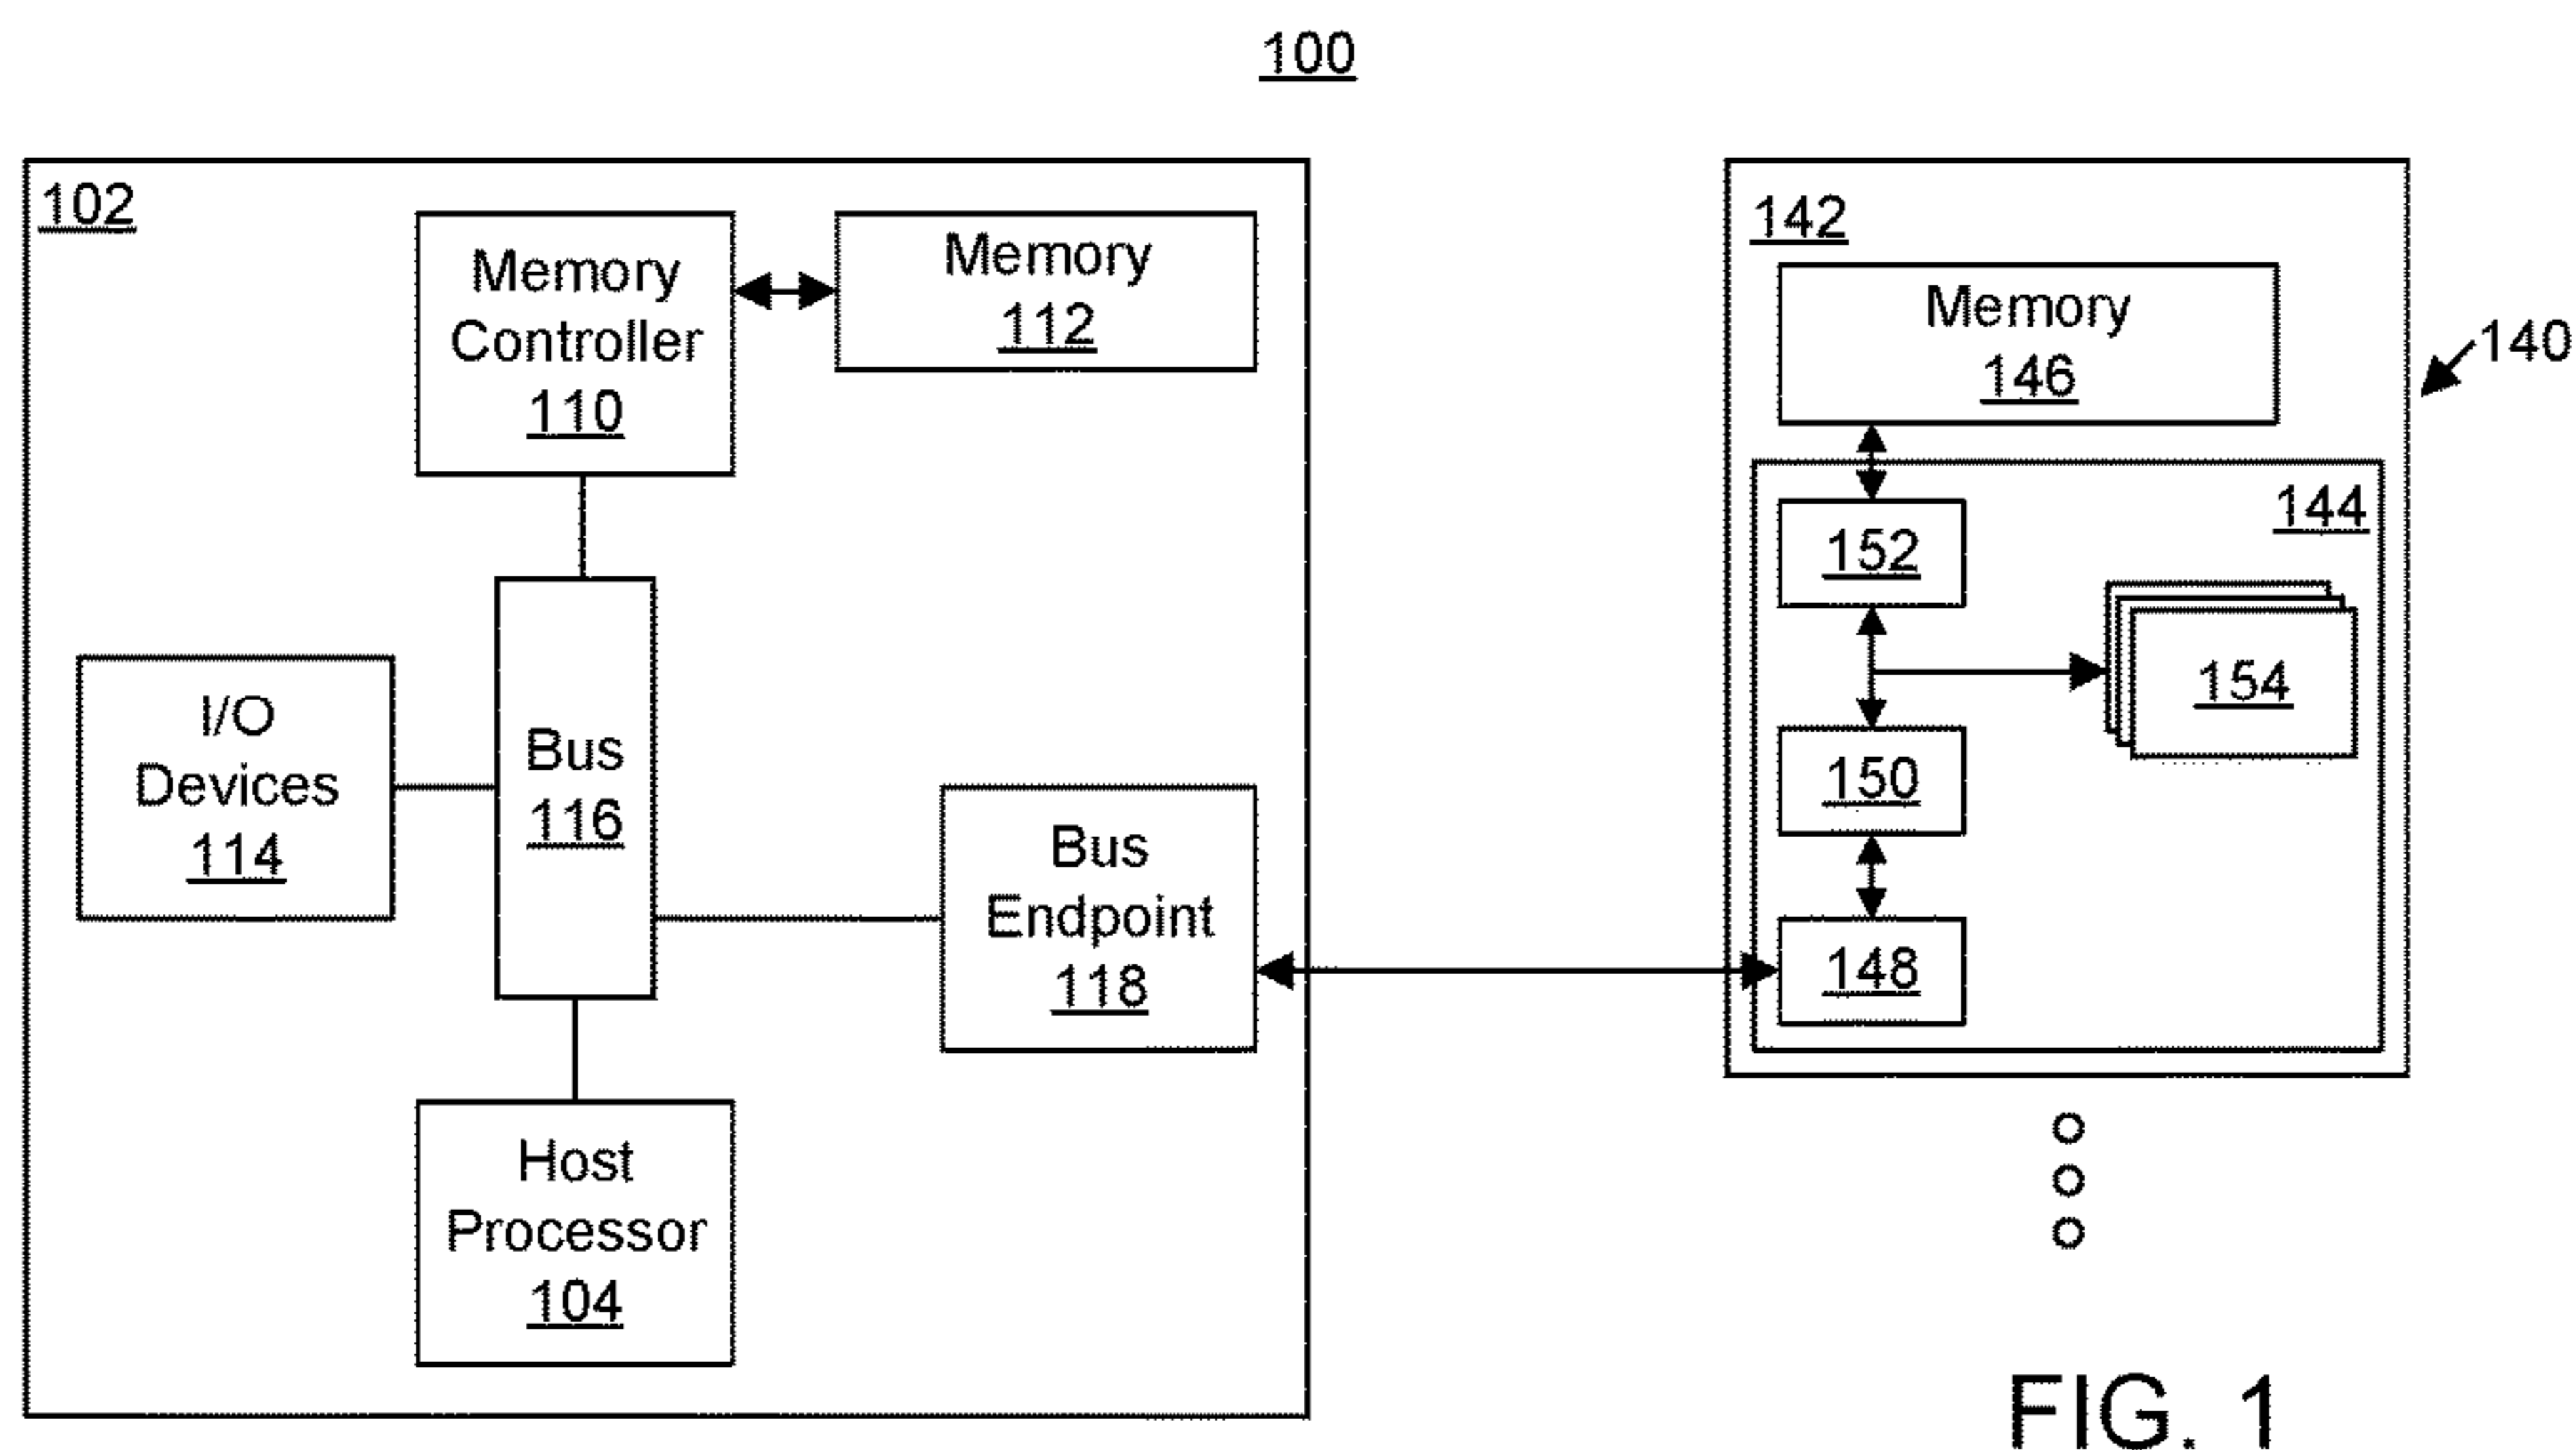 100
102
Memory
Controller
110
Memory
112
I/O
Devices
114
Bus
116
Bus
Endpoint
118
Host
Processor
104
142
Memory
146
140
144
152
154
150
148
FIG. 1